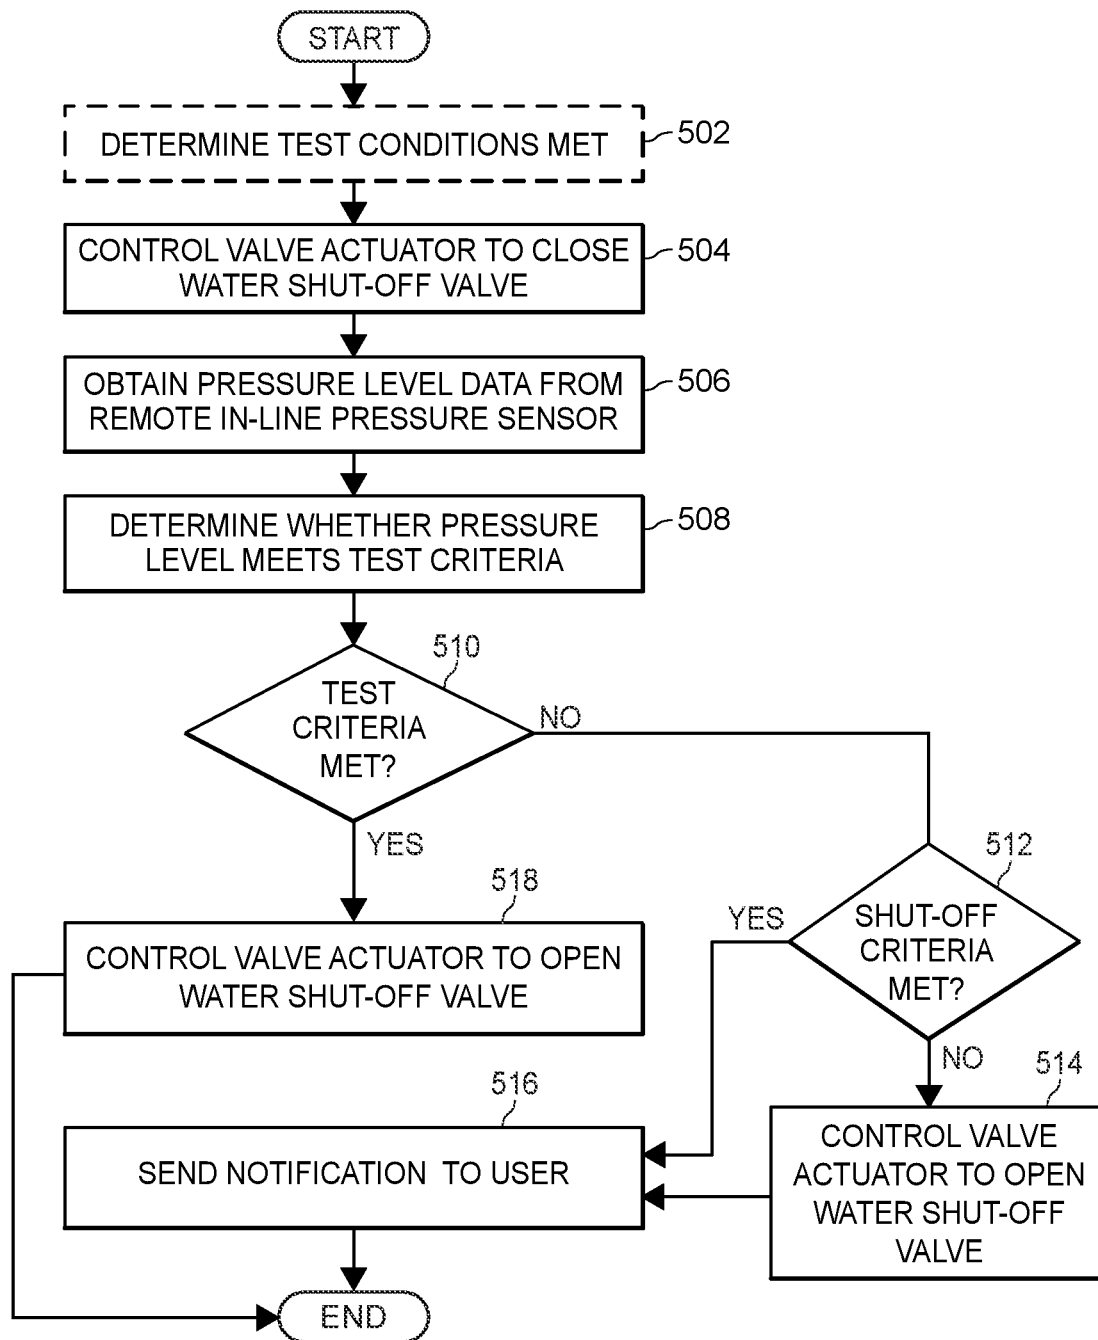 START
DETERMINE TEST CONDITIONS MET
502
CONTROL VALVE ACTUATOR TO CLOSE
WATER SHUT-OFF VALVE
504
OBTAIN PRESSURE LEVEL DATA FROM
REMOTE IN-LINE PRESSURE SENSOR
506
DETERMINE WHETHER PRESSURE
LEVEL MEETS TEST CRITERIA
508
510
TEST
CRITERIA
MET?
NO
YES
512
SHUT-OFF
CRITERIA
MET?
YES
NO
518
CONTROL VALVE ACTUATOR TO OPEN
WATER SHUT-OFF VALVE
514
CONTROL VALVE
ACTUATOR TO OPEN
WATER SHUT-OFF
VALVE
516
SEND NOTIFICATION TO USER
END